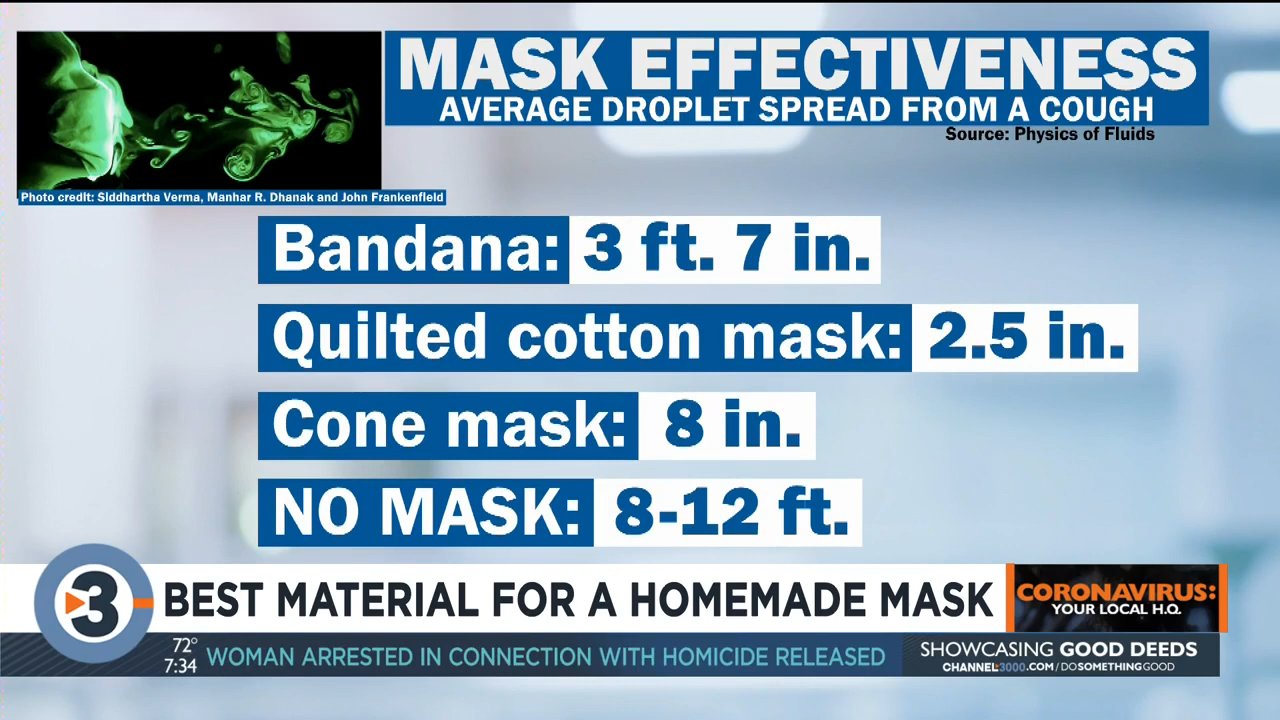 MASK EFFECTIVENESS
AVERAGE DROPLET SPREAD FROM A COUGH
Source: Physics of Fluids
Photo credit: Siddhartha Verma, Manhar R. Dhanak and John Frankenfield
Bandana: 3 ft. 7 in.
Quilted cotton mask: 2.5 in.
Cone mask: 8 in.
NO MASK: 8-12 ft.
3
BEST MATERIAL FOR A HOMEMADE MASK
CORONAVIRUS:
YOUR LOCAL H.Q.
72°
7:34
WOMAN ARRESTED IN CONNECTION WITH HOMICIDE RELEASED
SHOWCASING GOOD DEEDS
CHANNEL3000.COM/DOSOMETHINGGOOD